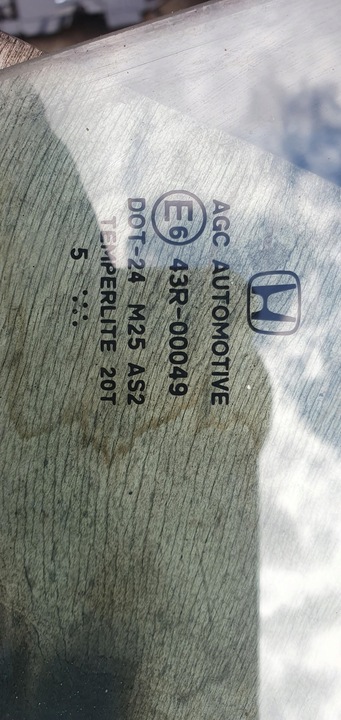 AGC AUTOMOTIVE
E6 43R-00049
DOT-24 M25 AS2
TEMPERLITE 20T
5